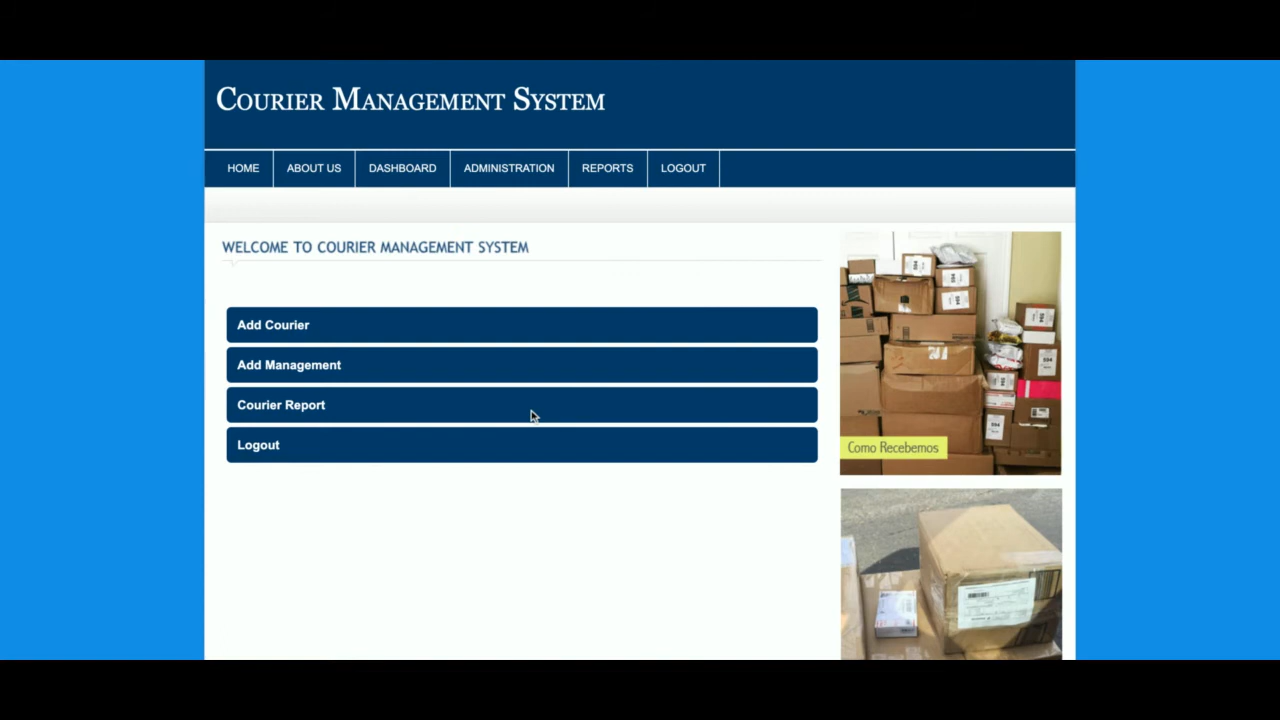 COURIER MANAGEMENT SYSTEM
HOME ABOUT US DASHBOARD ADMINISTRATION REPORTS LOGOUT
WELCOME TO COURIER MANAGEMENT SYSTEM
Add Courier
Add Management
Courier Report
Logout
Como Recebemos